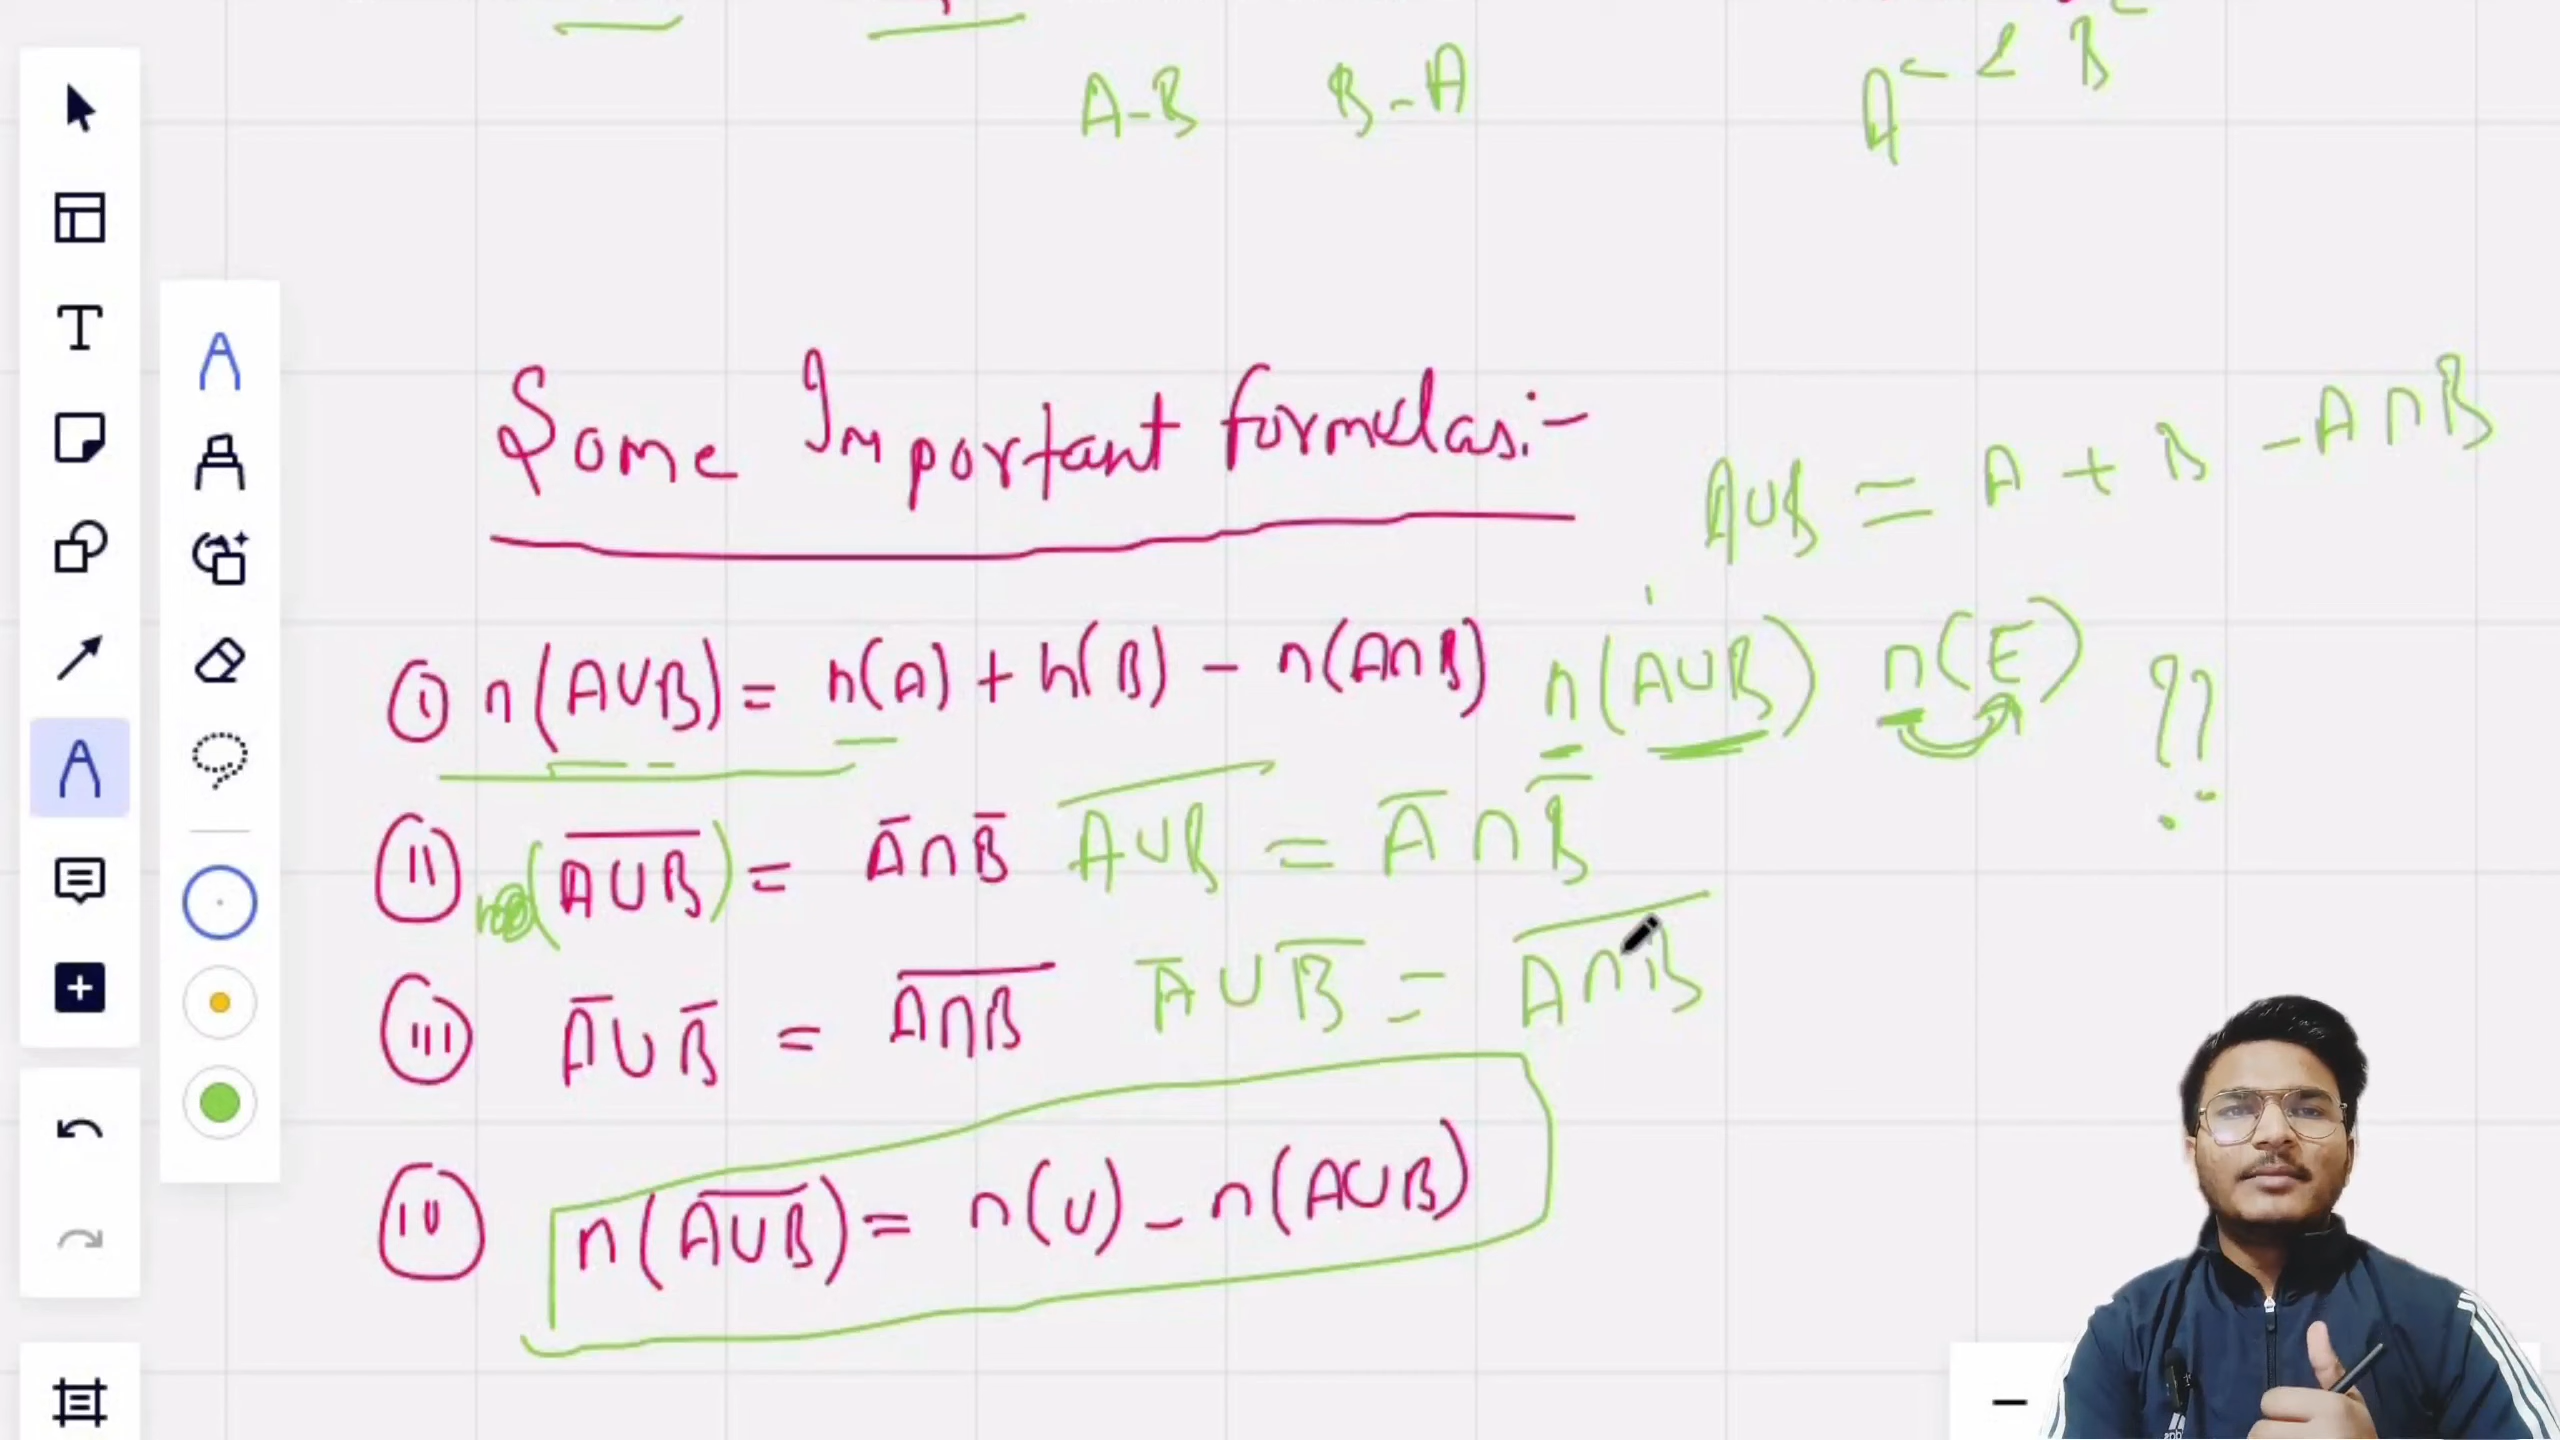 A-B B-A A^c & B^c
Some Important formulas:-
A∪B = A + B - A∩B
(i) n(A∪B) = n(A) + n(B) - n(A∩B) n(A∪B) n(E) ??
(ii) (A̅∪̅B̅) = A̅∩B̅ A̅∪̅B̅ = A̅∩B̅
(iii) A̅∪B̅ = A̅∩̅B̅ A̅∪B̅ = A̅∩̅B̅
(iv) n(A̅∪̅B̅) = n(U) - n(A∪B)